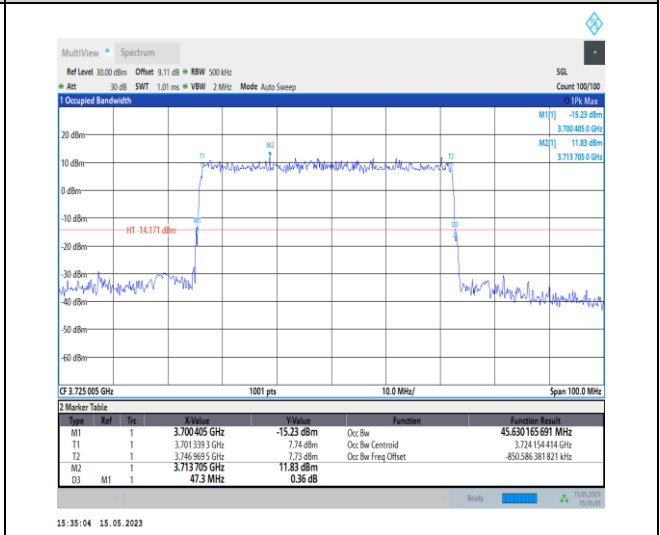 MultiView Spectrum
Ref Level 30.00 dBm Offset 9.11 dB RBW 500 kHz SGL
Att 30 dB SWT 1.01 ms VBW 2 MHz Mode Auto Sweep Count 100/100
1 Occupied Bandwidth 1Pk Max
M1[1] -15.23 dBm
3.700 405 0 GHz
M2[1] 11.83 dBm
3.713 705 0 GHz
20 dBm
M2
T1 T2
10 dBm
0 dBm
-10 dBm
M1 D3
H1 -14.171 dBm
-20 dBm
-30 dBm
-40 dBm
-50 dBm
-60 dBm
CF 3.725 005 GHz 1001 pts 10.0 MHz/ Span 100.0 MHz
2 Marker Table
Type Ref Trc X-Value Y-Value Function Function Result
M1 1 3.700 405 GHz -15.23 dBm Occ Bw 45.630 165 691 MHz
T1 1 3.701 339 3 GHz 7.74 dBm Occ Bw Centroid 3.724 154 414 GHz
T2 1 3.746 969 5 GHz 7.73 dBm Occ Bw Freq Offset -850.586 381 821 kHz
M2 1 3.713 705 GHz 11.83 dBm
D3 M1 1 47.3 MHz 0.36 dB
Ready 15.05.2023
15:35:03
15:35:04 15.05.2023